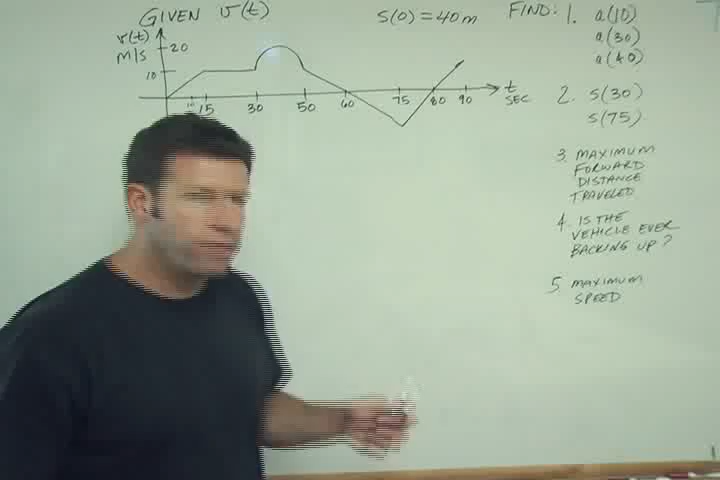 GIVEN v(t)
s(0) = 40m
FIND: 1. a(10)
a(30)
a(40)
2. s(30)
s(75)
3. MAXIMUM
FORWARD
DISTANCE
TRAVELED
4. IS THE
VEHICLE EVER
BACKING UP?
5. MAXIMUM
SPEED
v(t)
M/S
20
10
10 15 30 50 60 75 80 90
t
SEC